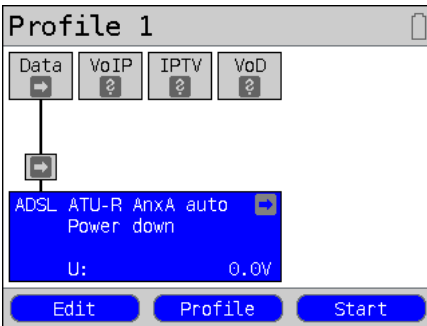 Profile 1
Data VoIP IPTV VoD
? ? ?
ADSL ATU-R AnxA auto
Power down
U: 0.0V
Edit Profile Start